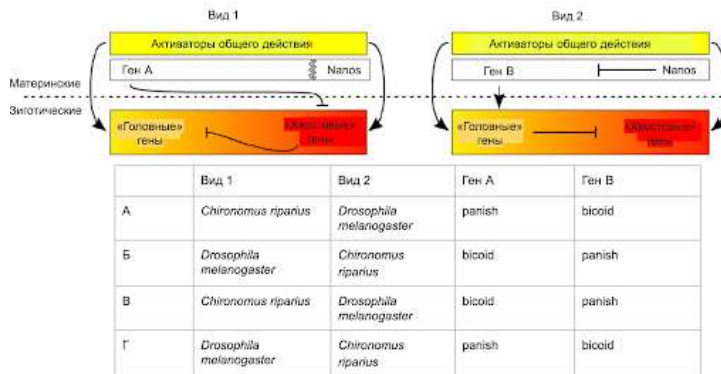 Вид 1
Вид 2
Активаторы общего действия
Активаторы общего действия
Ген A
Nanos
Ген B
Nanos
Материнские
Зиготические
«Головные»
гены
«Хвостовые»
гены
«Головные»
гены
«Хвостовые»
гены
Вид 1 Вид 2 Ген A Ген B
А Chironomus riparius Drosophila melanogaster panish bicoid
Б Drosophila melanogaster Chironomus riparius bicoid panish
В Chironomus riparius Drosophila melanogaster bicoid panish
Г Drosophila melanogaster Chironomus riparius panish bicoid